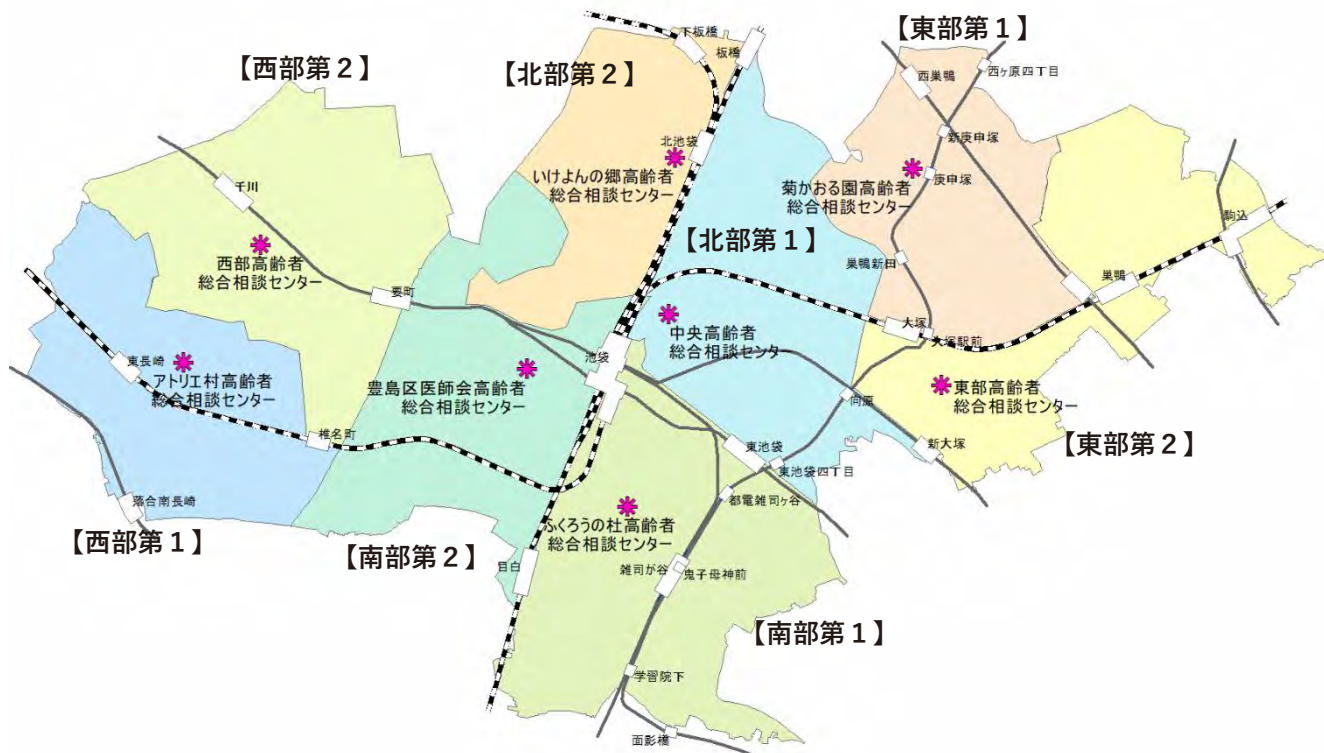 【東部第１】
下板橋
板橋
【西部第２】
【北部第２】
西巣鴨
西ヶ原四丁目
新庚申塚
北池袋
いけよんの郷高齢者
総合相談センター
菊かおる園高齢者
総合相談センター
庚申塚
千川
駒込
【北部第１】
西部高齢者
総合相談センター
巣鴨新田
巣鴨
要町
大塚
大塚駅前
中央高齢者
総合相談センタ
池袋
東長崎
アトリエ村高齢者
総合相談センター
豊島区医師会高齢者
総合相談センター
東部高齢者
総合相談センター
向原
椎名町
東池袋
新大塚
【東部第２】
東池袋四丁目
落合南長崎
都電雑司ヶ谷
【西部第１】
【南部第２】
ふくろうの杜高齢者
総合相談センター
目白
雑司が谷
鬼子母神前
【南部第１】
学習院下
面影橋